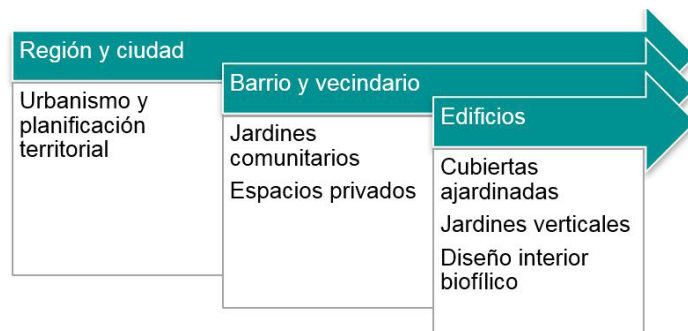 Región y ciudad
Urbanismo y
planificación
territorial
Barrio y vecindario
Jardines
comunitarios
Espacios privados
Edificios
Cubiertas
ajardinadas
Jardines verticales
Diseño interior
biofílico